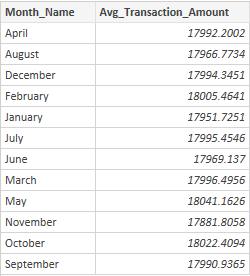 Month_Name Avg_Transaction_Amount
April 17992.2002
August 17966.7734
December 17994.3451
February 18005.4641
January 17951.7251
July 17995.4546
June 17969.137
March 17996.4956
May 18041.1626
November 17881.8058
October 18022.4094
September 17990.9365